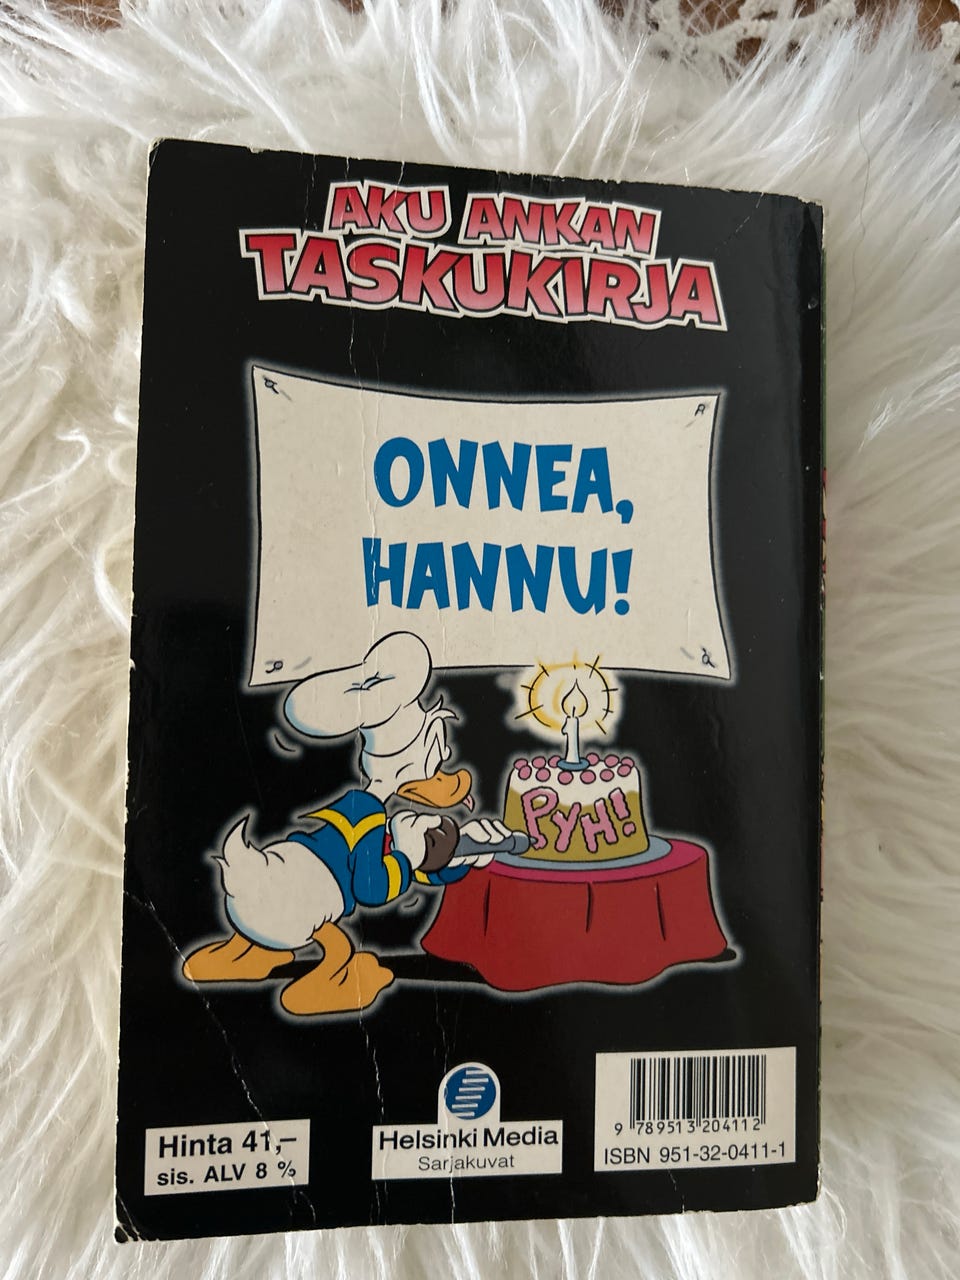 AKU ANKAN
TASKUKIRJA
ONNEA,
HANNU!
PYH!
Hinta 41,–
sis. ALV 8 %
Helsinki Media
Sarjakuvat
9 789513 204112
ISBN 951-32-0411-1